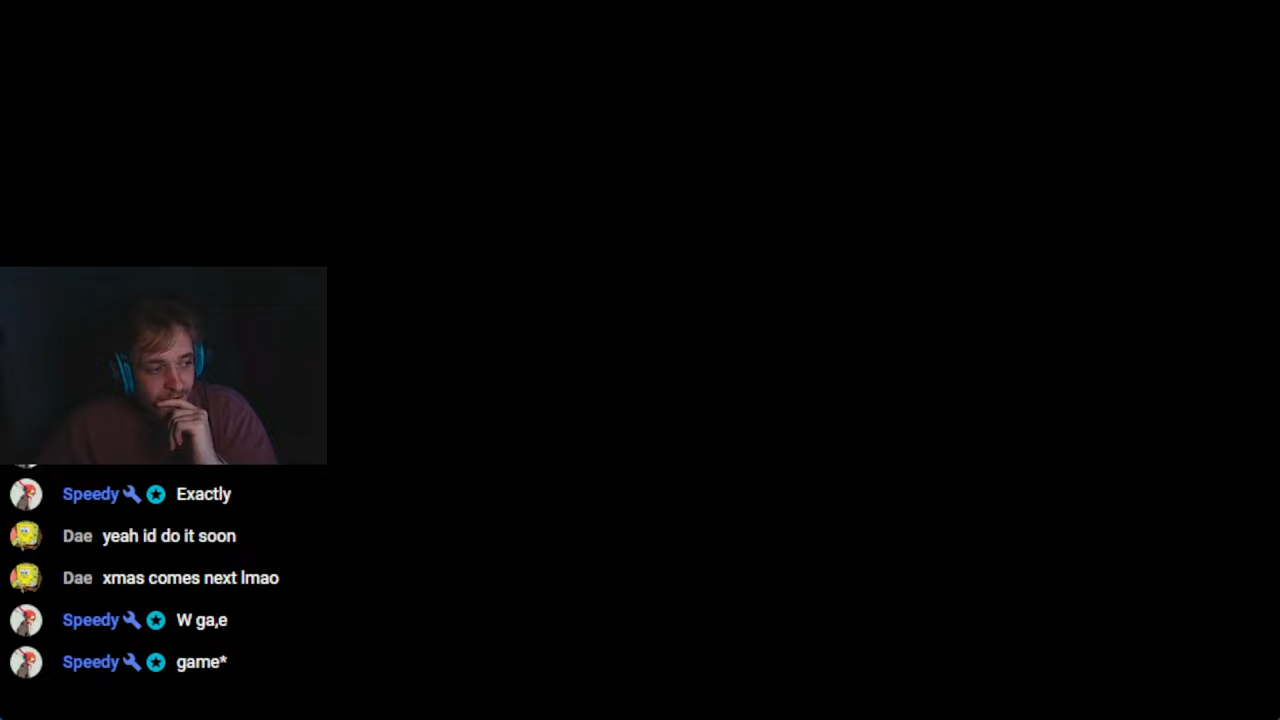 Speedy Exactly
Dae yeah id do it soon
Dae xmas comes next lmao
Speedy W ga,e
Speedy game*